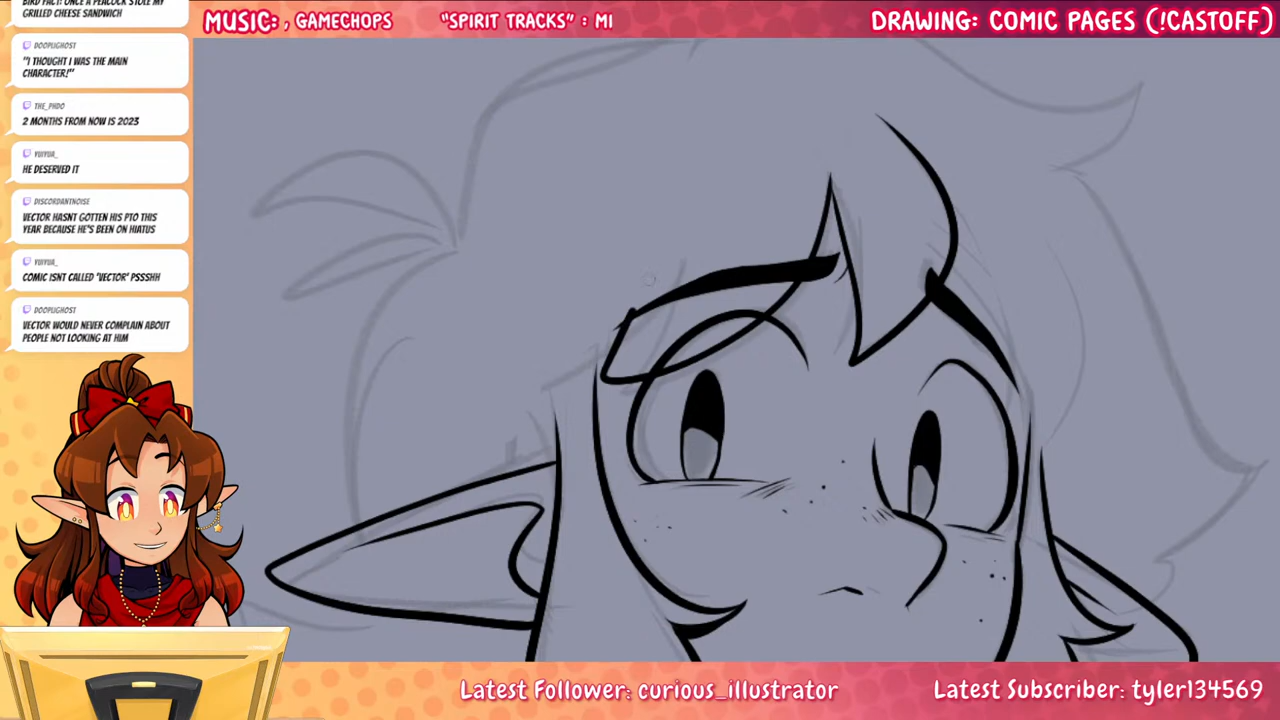 MUSIC: , GAMECHOPS "SPIRIT TRACKS" : MI
DRAWING: COMIC PAGES (!CASTOFF)
BIRD FACT: ONCE A PEACOCK STOLE MY
GRILLED CHEESE SANDWICH
DOOPLIGHOST
"I THOUGHT I WAS THE MAIN
CHARACTER!"
THE_PHDO
2 MONTHS FROM NOW IS 2023
YUIYUA_
HE DESERVED IT
DISCORDANTNOISE
VECTOR HASNT GOTTEN HIS PTO THIS
YEAR BECAUSE HE'S BEEN ON HIATUS
YUIYUA_
COMIC ISNT CALLED 'VECTOR' PSSSHH
DOOPLIGHOST
VECTOR WOULD NEVER COMPLAIN ABOUT
PEOPLE NOT LOOKING AT HIM
Latest Follower: curious_illustrator
Latest Subscriber: tyler134569